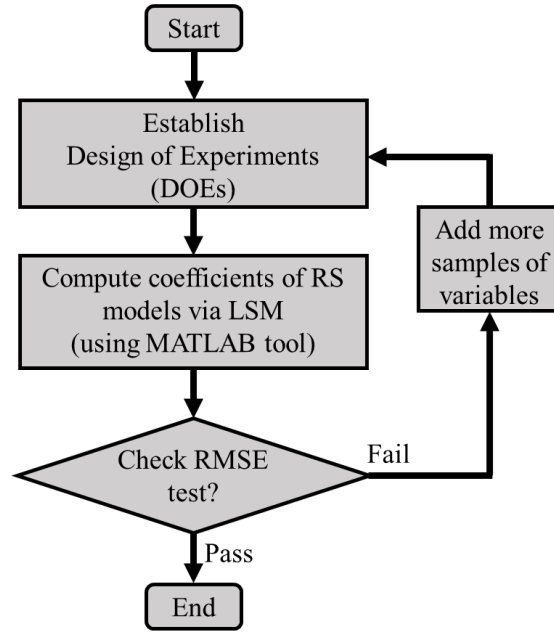 Start
Establish
Design of Experiments
(DOEs)
Compute coefficients of RS
models via LSM
(using MATLAB tool)
Check RMSE
test?
Fail
Add more
samples of
variables
Pass
End